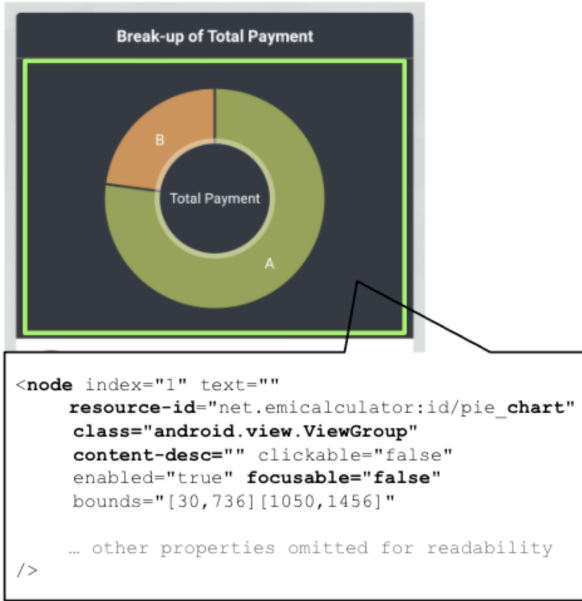 Break-up of Total Payment
B
Total Payment
A
<node index="1" text=""
resource-id="net.emicalculator:id/pie_chart"
class="android.view.ViewGroup"
content-desc="" clickable="false"
enabled="true" focusable="false"
bounds="[30,736][1050,1456]"
… other properties omitted for readability
/>